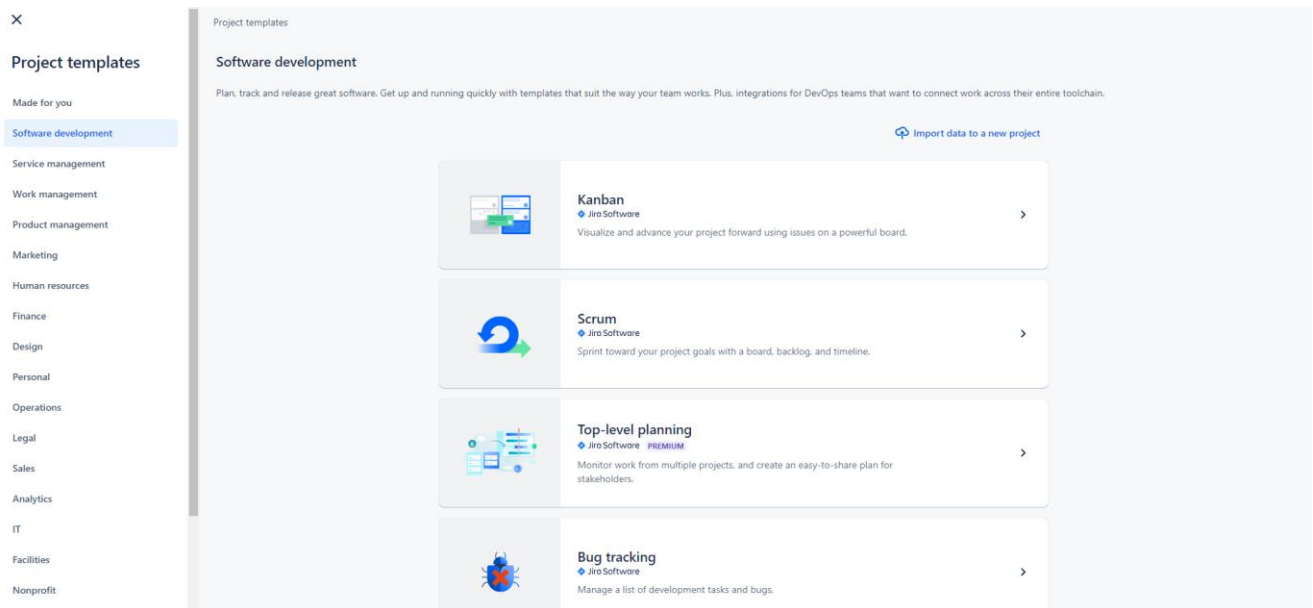 Project templates
Made for you
Software development
Service management
Work management
Product management
Marketing
Human resources
Finance
Design
Personal
Operations
Legal
Sales
Analytics
IT
Facilities
Nonprofit
Project templates
Software development
Plan, track and release great software. Get up and running quickly with templates that suit the way your team works. Plus, integrations for DevOps teams that want to connect work across their entire toolchain.
Import data to a new project
Kanban
Jira Software
Visualize and advance your project forward using issues on a powerful board.
Scrum
Jira Software
Sprint toward your project goals with a board, backlog, and timeline.
Top-level planning
Jira Software PREMIUM
Monitor work from multiple projects, and create an easy-to-share plan for
stakeholders.
Bug tracking
Jira Software
Manage a list of development tasks and bugs.